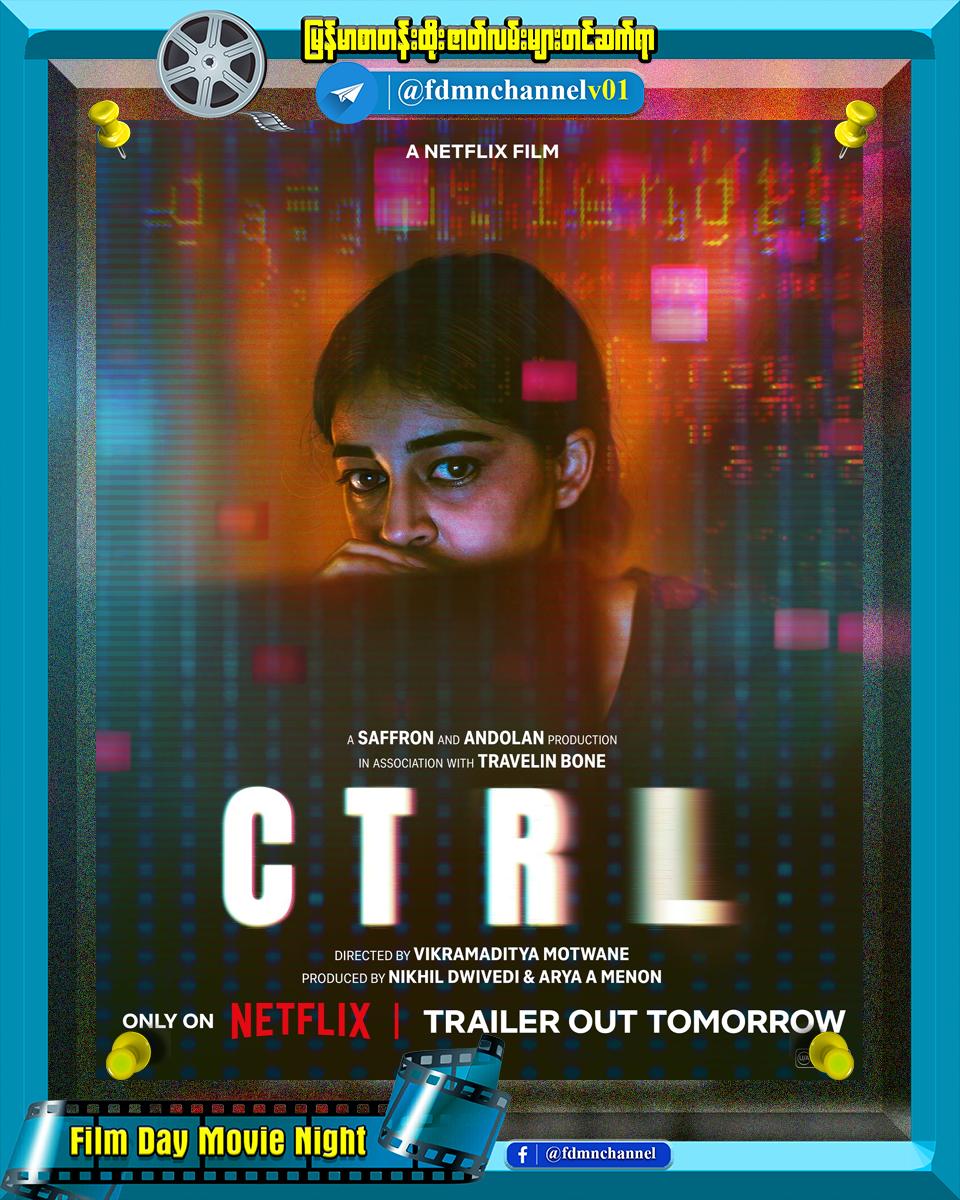 မြန်မာစာတန်းထိုးဇာတ်လမ်းများတင်ဆက်ရာ
@fdmnchannelv01
A NETFLIX FILM
A SAFFRON AND ANDOLAN PRODUCTION
IN ASSOCIATION WITH TRAVELIN BONE
CTRL
DIRECTED BY VIKRAMADITYA MOTWANE
PRODUCED BY NIKHIL DWIVEDI & ARYA A MENON
ONLY ON NETFLIX | TRAILER OUT TOMORROW
Film Day Movie Night
f @fdmnchannel